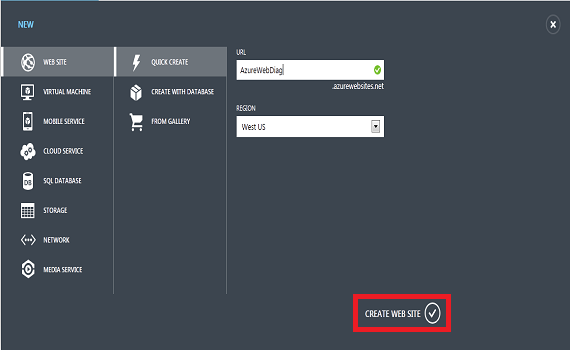 NEW
WEB SITE
VIRTUAL MACHINE
MOBILE SERVICE
CLOUD SERVICE
DB
SQL DATABASE
STORAGE
NETWORK
MEDIA SERVICE
QUICK CREATE
CREATE WITH DATABASE
FROM GALLERY
URL
AzureWebDiag
.azurewebsites.net
REGION
West US
CREATE WEB SITE